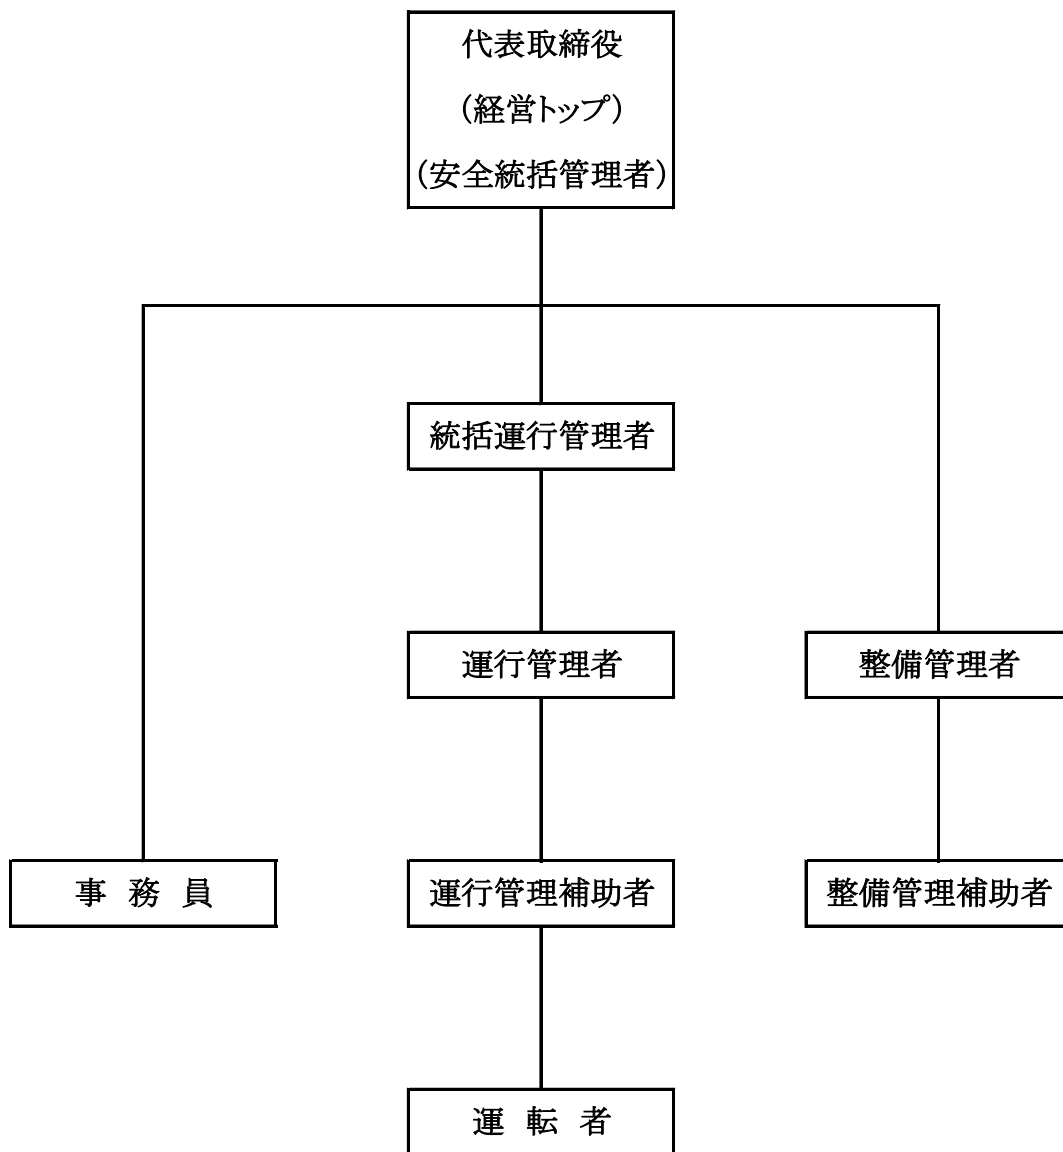 代表取締役
(経営トップ)
(安全統括管理者)
統括運行管理者
運行管理者
整備管理者
事 務 員
運行管理補助者
整備管理補助者
運 転 者